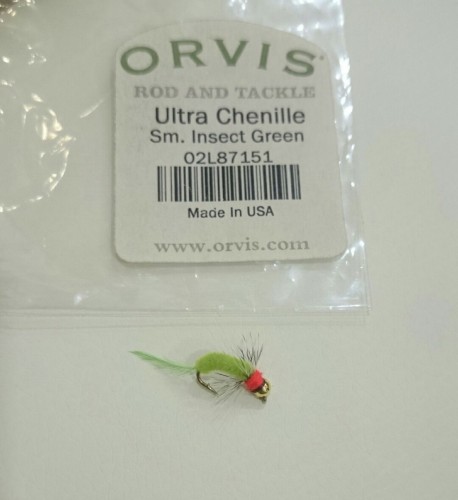 ORVIS®
ROD AND TACKLE
Ultra Chenille
Sm. Insect Green
02L87151
Made In USA
www.orvis.com